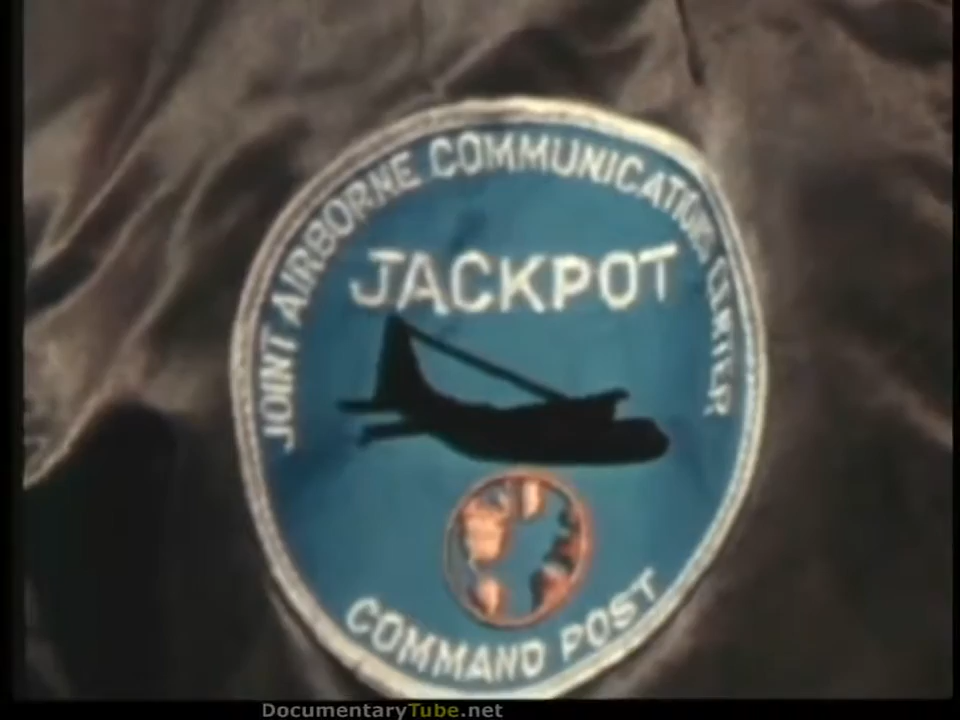 JOINT AIRBORNE COMMUNICATIONS CENTER
JACKPOT
COMMAND POST
DocumentaryTube.net